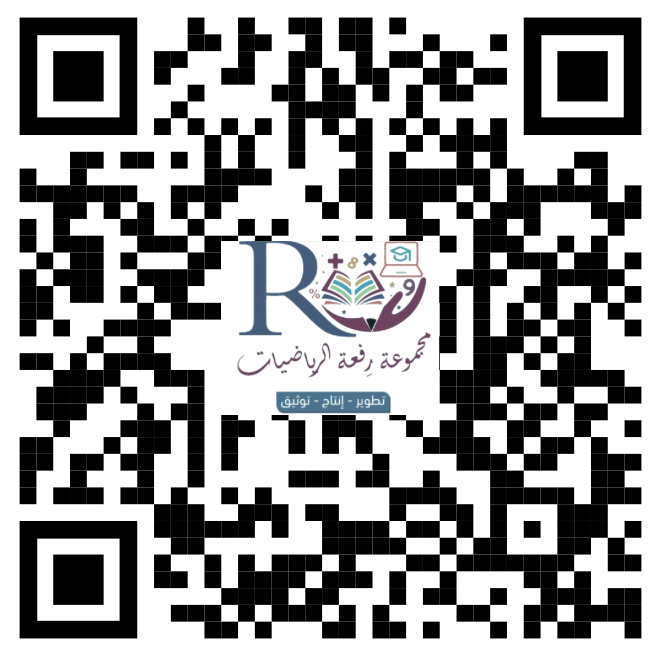 R
مجموعة رفعة الرياضيات
تطوير - إنتاج - توثيق